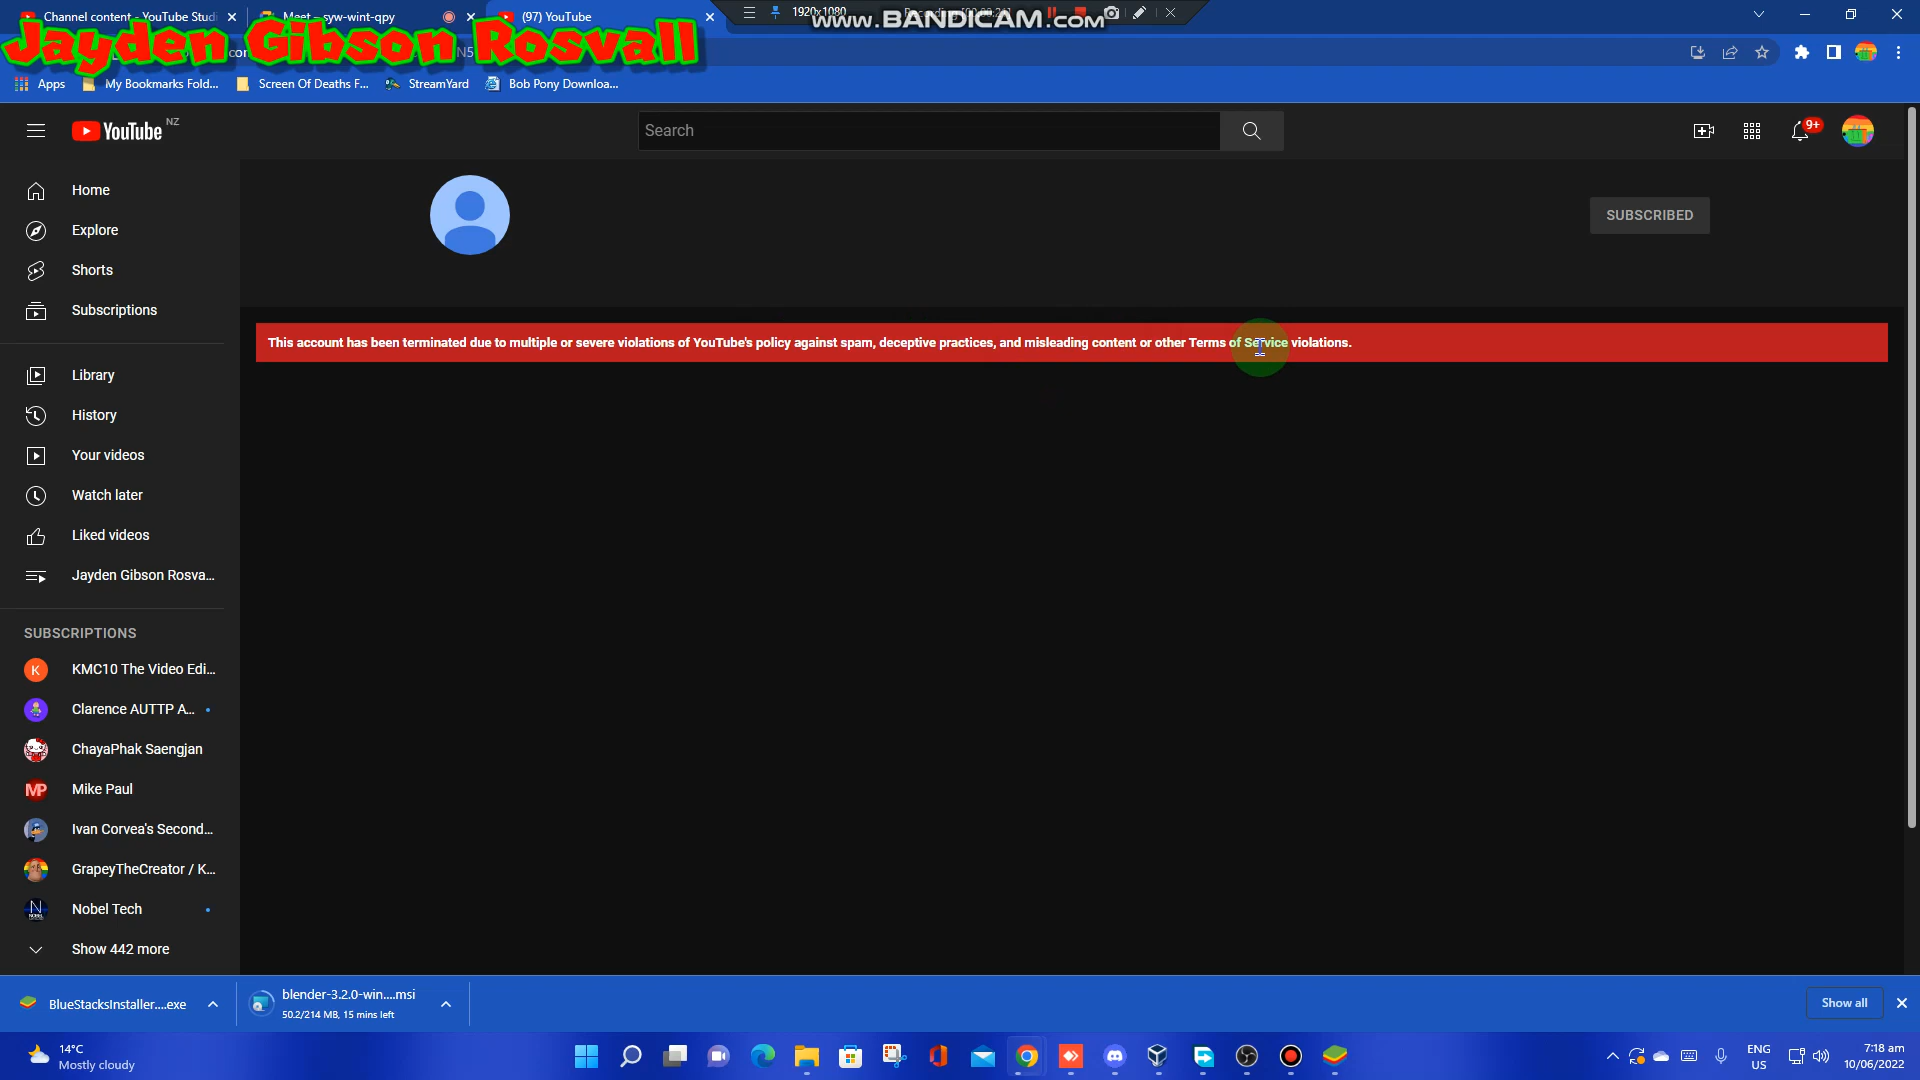 Channel content - YouTube Studi
Meet - syw-wint-qpy
(97) YouTube
1920x1080
www.BANDICAM.com
Jayden Gibson Rosvall
Apps
My Bookmarks Fold...
Screen Of Deaths F...
StreamYard
Bob Pony Downloa...
YouTube NZ
Search
9+
Home
SUBSCRIBED
Explore
Shorts
Subscriptions
This account has been terminated due to multiple or severe violations of YouTube's policy against spam, deceptive practices, and misleading content or other Terms of Service violations.
Library
History
Your videos
Watch later
Liked videos
Jayden Gibson Rosva...
SUBSCRIPTIONS
K
KMC10 The Video Edi...
Clarence AUTTP A...
ChayaPhak Saengjan
MP
Mike Paul
Ivan Corvea's Second...
GrapeyTheCreator / K...
Nobel Tech
Show 442 more
BlueStacksInstaller....exe
blender-3.2.0-win....msi
50.2/214 MB, 15 mins left
Show all
14°C
Mostly cloudy
ENG
US
7:18 am
10/06/2022